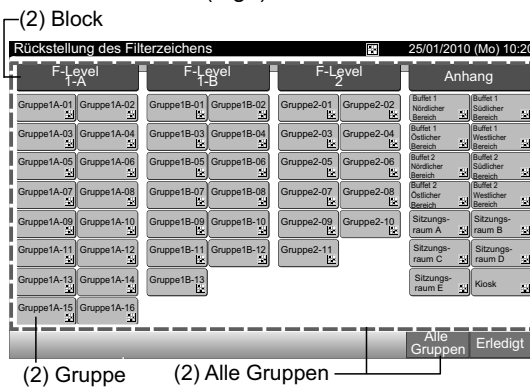 (2) Block
Rückstellung des Filterzeichens 25/01/2010 (Mo) 10:20
F-Level
1-A
F-Level
1-B
F-Level
2
Anhang
Gruppe1A-01 Gruppe1A-02 Gruppe1B-01 Gruppe1B-02 Gruppe2-01 Gruppe2-02
Buffet 1
Nördlicher
Bereich
Buffet 1
Südlicher
Bereich
Gruppe1A-03 Gruppe1A-04 Gruppe1B-03 Gruppe1B-04 Gruppe2-03 Gruppe2-04
Buffet 1
Östlicher
Bereich
Buffet 1
Westlicher
Bereich
Gruppe1A-05 Gruppe1A-06 Gruppe1B-05 Gruppe1B-06 Gruppe2-05 Gruppe2-06
Buffet 2
Nördlicher
Bereich
Buffet 2
Südlicher
Bereich
Gruppe1A-07 Gruppe1A-08 Gruppe1B-07 Gruppe1B-08 Gruppe2-07 Gruppe2-08
Buffet 2
Östlicher
Bereich
Buffet 2
Westlicher
Bereich
Gruppe1A-09 Gruppe1A-10 Gruppe1B-09 Gruppe1B-10 Gruppe2-09 Gruppe2-10
Sitzungs-
raum A
Sitzungs-
raum B
Gruppe1A-11 Gruppe1A-12 Gruppe1B-11 Gruppe1B-12 Gruppe2-11
Sitzungs-
raum C
Sitzungs-
raum D
Gruppe1A-13 Gruppe1A-14 Gruppe1B-13
Sitzungs-
raum E
Kiosk
Gruppe1A-15 Gruppe1A-16
Alle
Gruppen
Erledigt
(2) Gruppe (2) Alle Gruppen